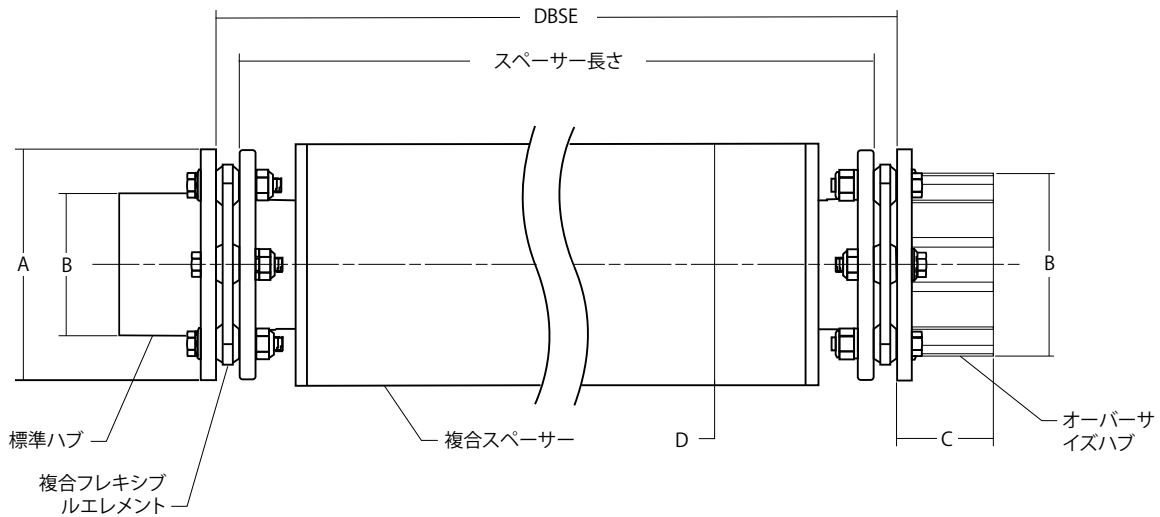 DBSE
スペーサー長さ
A
B
B
標準ハブ
複合スペーサー
D
C
オーバーサ
イズハブ
複合フレキシブ
ルエレメント